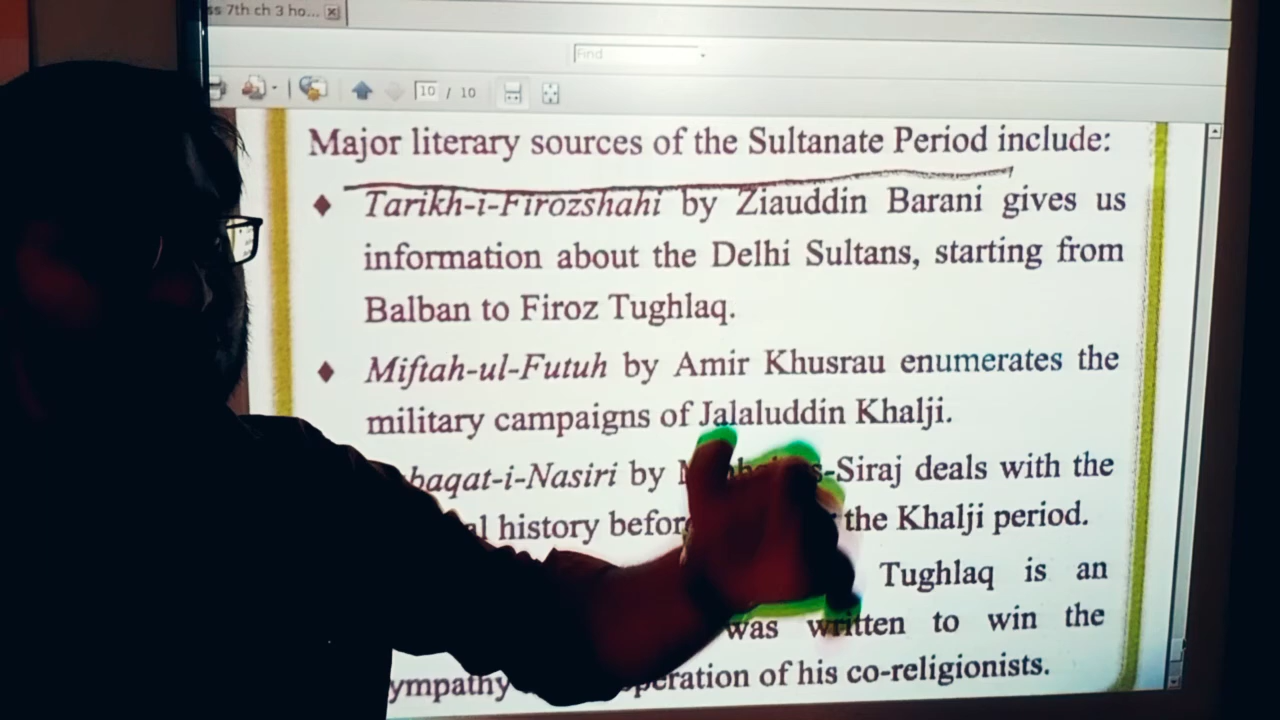 ss 7th ch 3 ho...
Find
10 / 10
Major literary sources of the Sultanate Period include:
Tarikh-i-Firozshahi by Ziauddin Barani gives us
information about the Delhi Sultans, starting from
Balban to Firoz Tughlaq.
Miftah-ul-Futuh by Amir Khusrau enumerates the
military campaigns of Jalaluddin Khalji.
baqat-i-Nasiri by -Siraj deals with the
history the Khalji period.
Tughlaq is an
was written to win the
of his co-religionists.